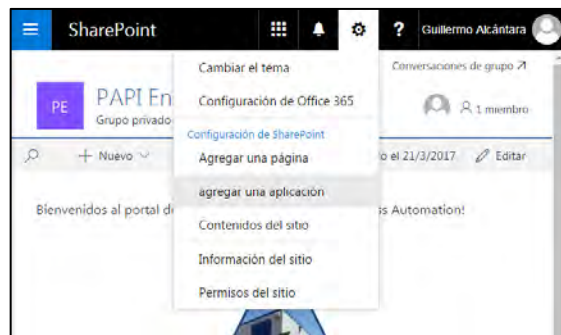 SharePoint ? Guillermo Alcántara
Cambiar el tema
Conversaciones de grupo
PE
PAPI En
Configuración de Office 365
Grupo privado
1 miembro
Configuración de SharePoint
+ Nuevo
Agregar una página
o el 21/3/2017
Editar
agregar una aplicación
Bienvenidos al portal d
ss Automation!
Contenidos del sitio
Información del sitio
Permisos del sitio